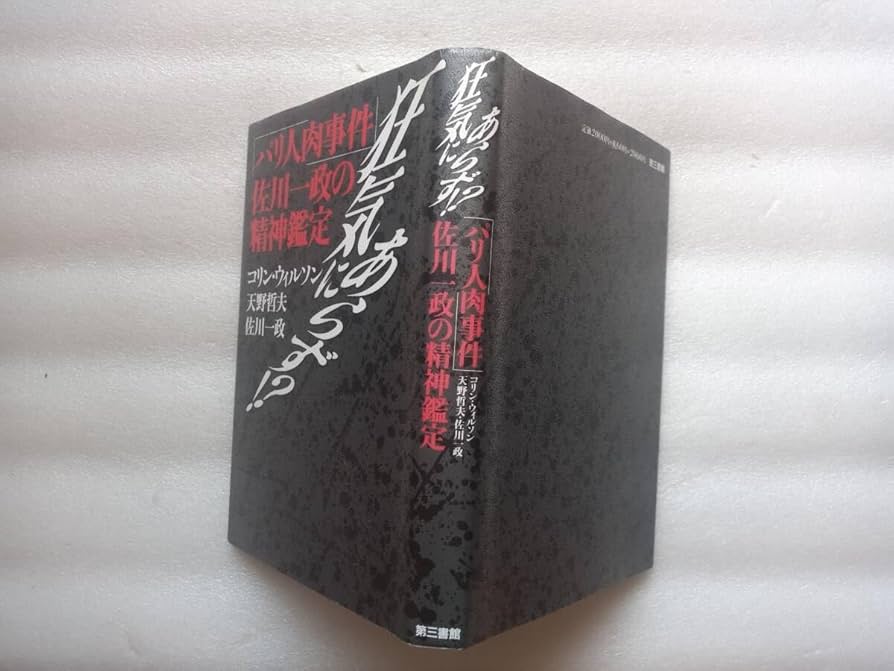 狂気にあらず!?
「パリ人肉事件」
佐川一政の
精神鑑定
コリン・ウィルソン
天野哲夫
佐川一政
狂気にあらず!?
「パリ人肉事件」
佐川一政の精神鑑定
コリン・ウィルソン
天野哲夫・佐川一政
第三書館
第三書館